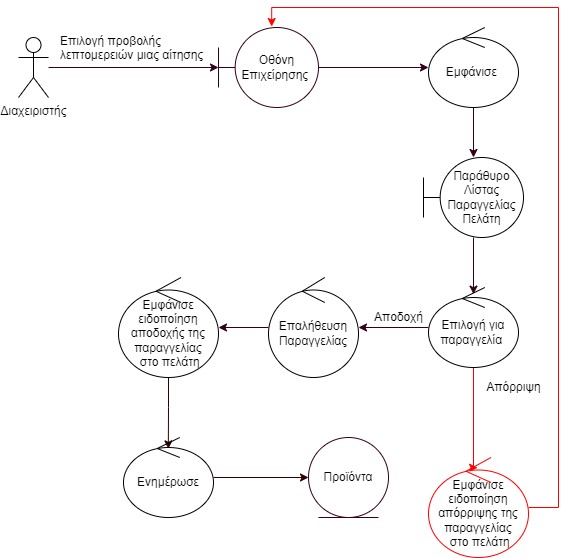 Επιλογή προβολής
λεπτομερειών μιας αίτησης
Διαχειριστής
Οθόνη
Επιχείρησης
Εμφάνισε
Παράθυρο
Λίστας
Παραγγελίας
Πελάτη
Εμφάνισε
ειδοποίηση
αποδοχής της
παραγγελίας
στο πελάτη
Επαλήθευση
Παραγγελίας
Αποδοχή
Επιλογή για
παραγγελία
Απόρριψη
Ενημέρωσε
Προϊόντα
Εμφάνισε
ειδοποίηση
απόρριψης της
παραγγελίας
στο πελάτη